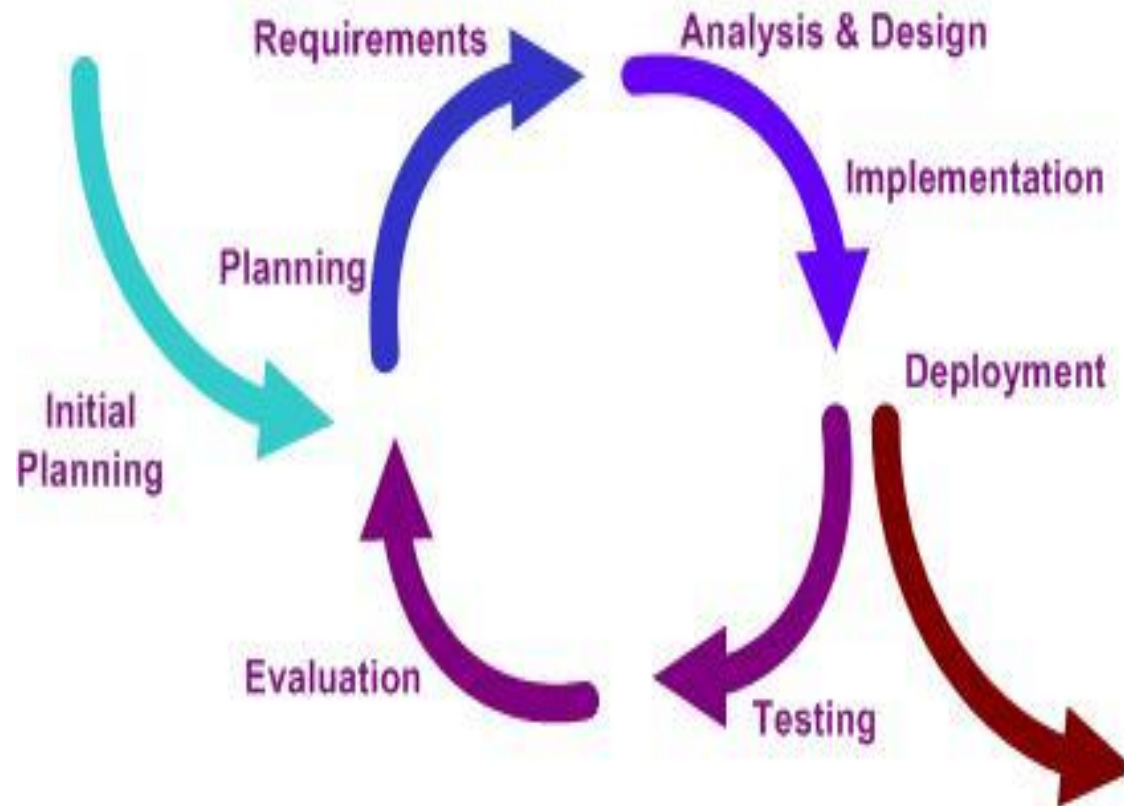 Requirements
Analysis & Design
Implementation
Planning
Deployment
Initial
Planning
Evaluation
Testing